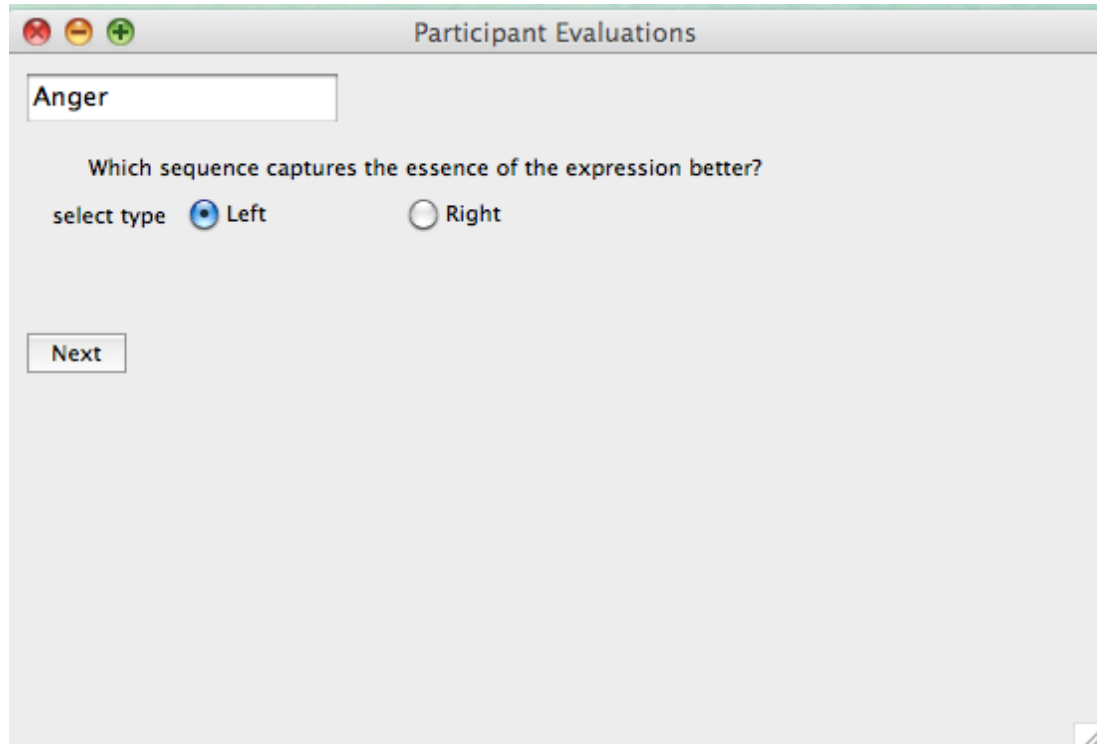 Participant Evaluations
Anger
Which sequence captures the essence of the expression better?
select type Left Right
Next